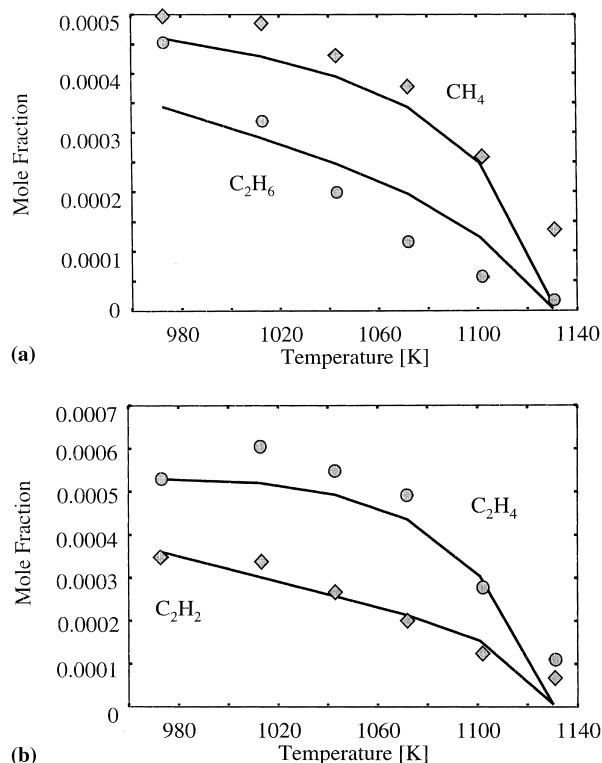 0.0005
0.0004
0.0003
0.0002
0.0001
0
Mole Fraction
CH₄
C₂H₆
980 1020 1060 1100 1140
(a) Temperature [K]
0.0007
0.0006
0.0005
0.0004
0.0003
0.0002
0.0001
0
Mole Fraction
C₂H₄
C₂H₂
980 1020 1060 1100 1140
(b) Temperature [K]